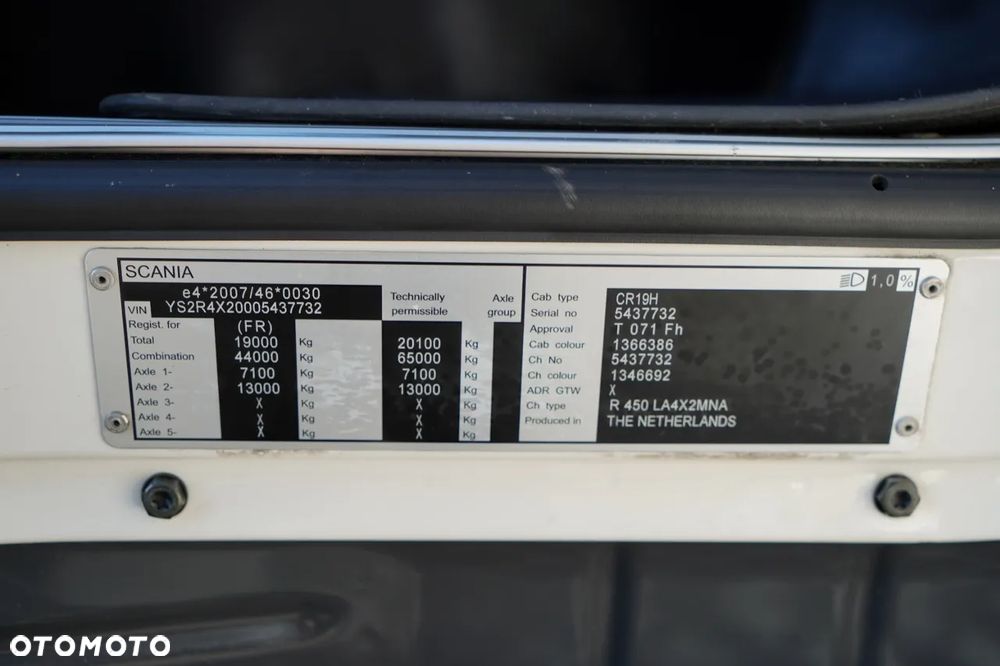 SCANIA
e4*2007/46*0030
VIN YS2R4X20005437732
Regist. for (FR)
Total 19000 Kg 20100 Kg
Combination 44000 Kg 65000 Kg
Axle 1- 7100 Kg 7100 Kg
Axle 2- 13000 Kg 13000 Kg
Axle 3- X Kg X Kg
Axle 4- X Kg X Kg
Axle 5- X Kg X Kg
Technically permissible
Axle group
1,0 %
Cab type CR19H
Serial no 5437732
Approval T 071 Fh
Cab colour 1366386
Ch No 5437732
Ch colour 1346692
ADR GTW X
Ch type R 450 LA4X2MNA
Produced in THE NETHERLANDS
OTOMOTO